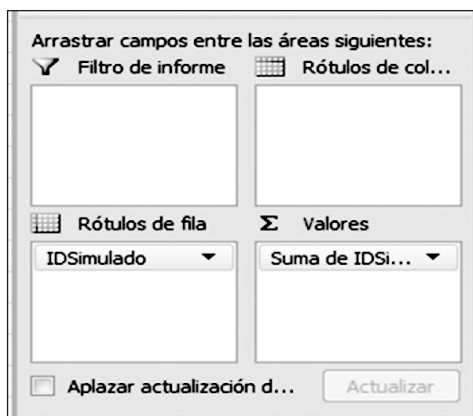 Arrastrar campos entre las áreas siguientes:
Filtro de informe
Rótulos de col...
Rótulos de fila
Σ Valores
IDSimulado
Suma de IDSi...
Aplazar actualización d...
Actualizar